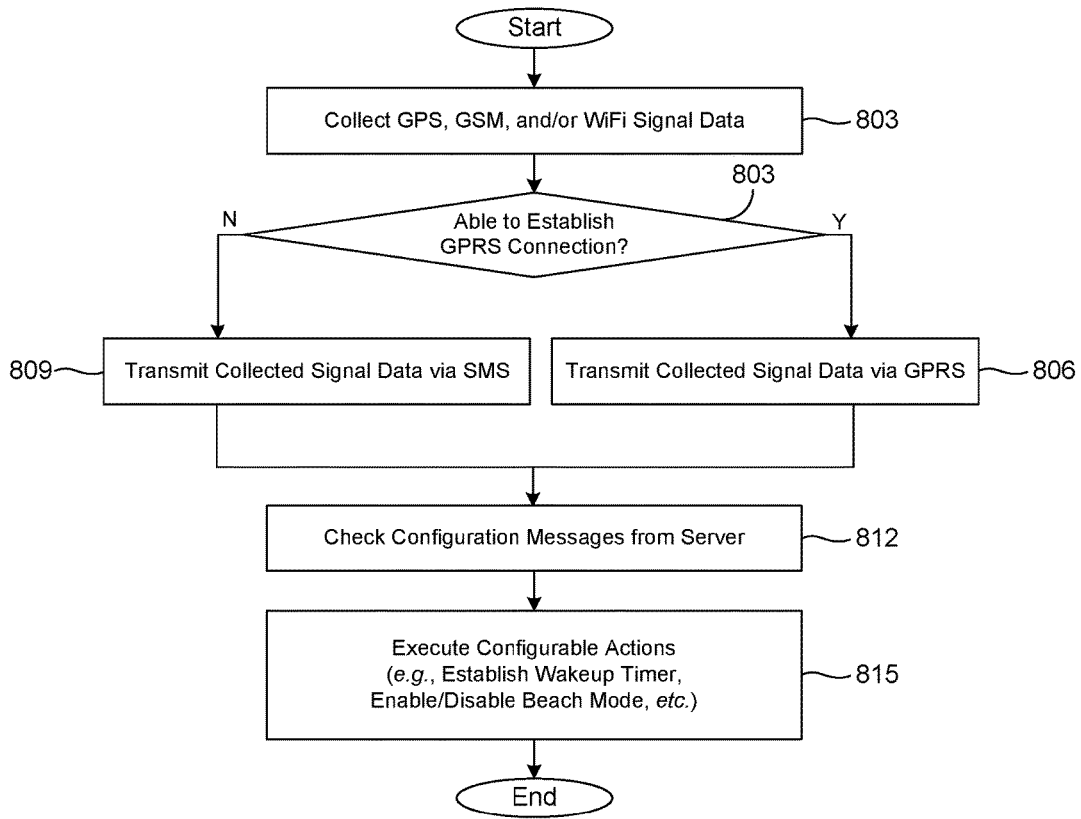 Start
Collect GPS, GSM, and/or WiFi Signal Data
803
803
N
Able to Establish
GPRS Connection?
Y
809
Transmit Collected Signal Data via SMS
Transmit Collected Signal Data via GPRS
806
Check Configuration Messages from Server
812
Execute Configurable Actions
(e.g., Establish Wakeup Timer,
Enable/Disable Beach Mode, etc.)
815
End